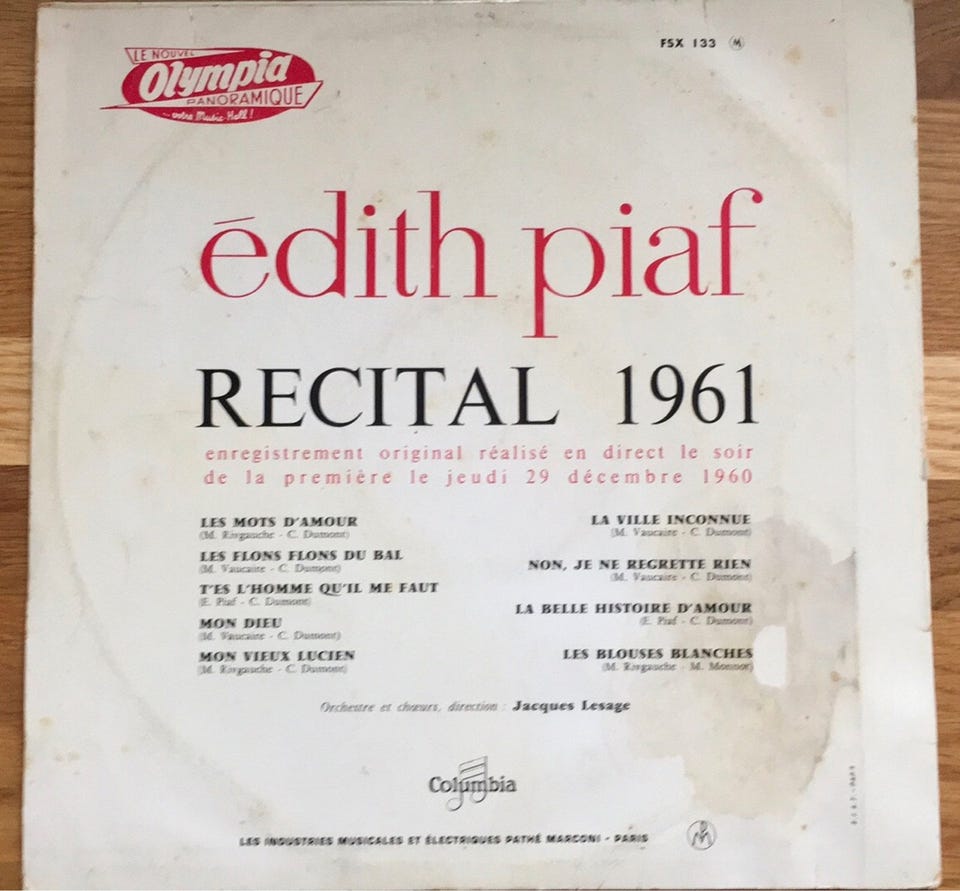 FSX 133 M
LE NOUVEL
Olympia
PANORAMIQUE
votre Music-Hall !
édith piaf
RECITAL 1961
enregistrement original réalisé en direct le soir
de la première le jeudi 29 décembre 1960
LES MOTS D'AMOUR
(M. Rivgauche - C. Dumont)
LES FLONS FLONS DU BAL
(M. Vaucaire - C. Dumont)
T'ES L'HOMME QU'IL ME FAUT
(E. Piaf - C. Dumont)
MON DIEU
(M. Vaucaire - C. Dumont)
MON VIEUX LUCIEN
(M. Rivgauche - C. Dumont)
LA VILLE INCONNUE
(M. Vaucaire - C. Dumont)
NON, JE NE REGRETTE RIEN
(M. Vaucaire - C. Dumont)
LA BELLE HISTOIRE D'AMOUR
(E. Piaf - C. Dumont)
LES BLOUSES BLANCHES
(M. Rivgauche - M. Monnot)
Orchestre et chœurs, direction : Jacques Lesage
Columbia
LES INDUSTRIES MUSICALES ET ÉLECTRIQUES PATHÉ MARCONI - PARIS